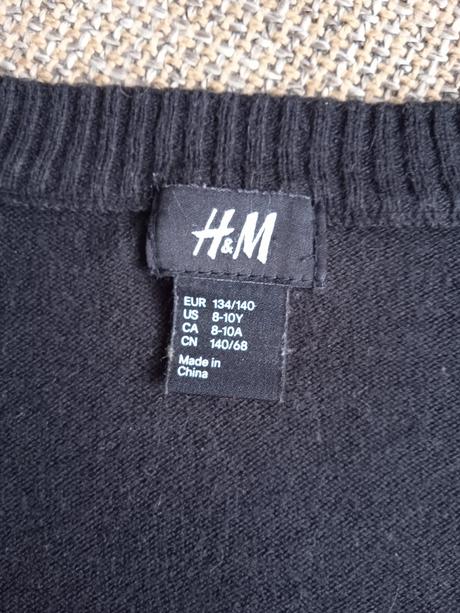 H&M
EUR 134/140
US 8-10Y
CA 8-10A
CN 140/68
Made in
China